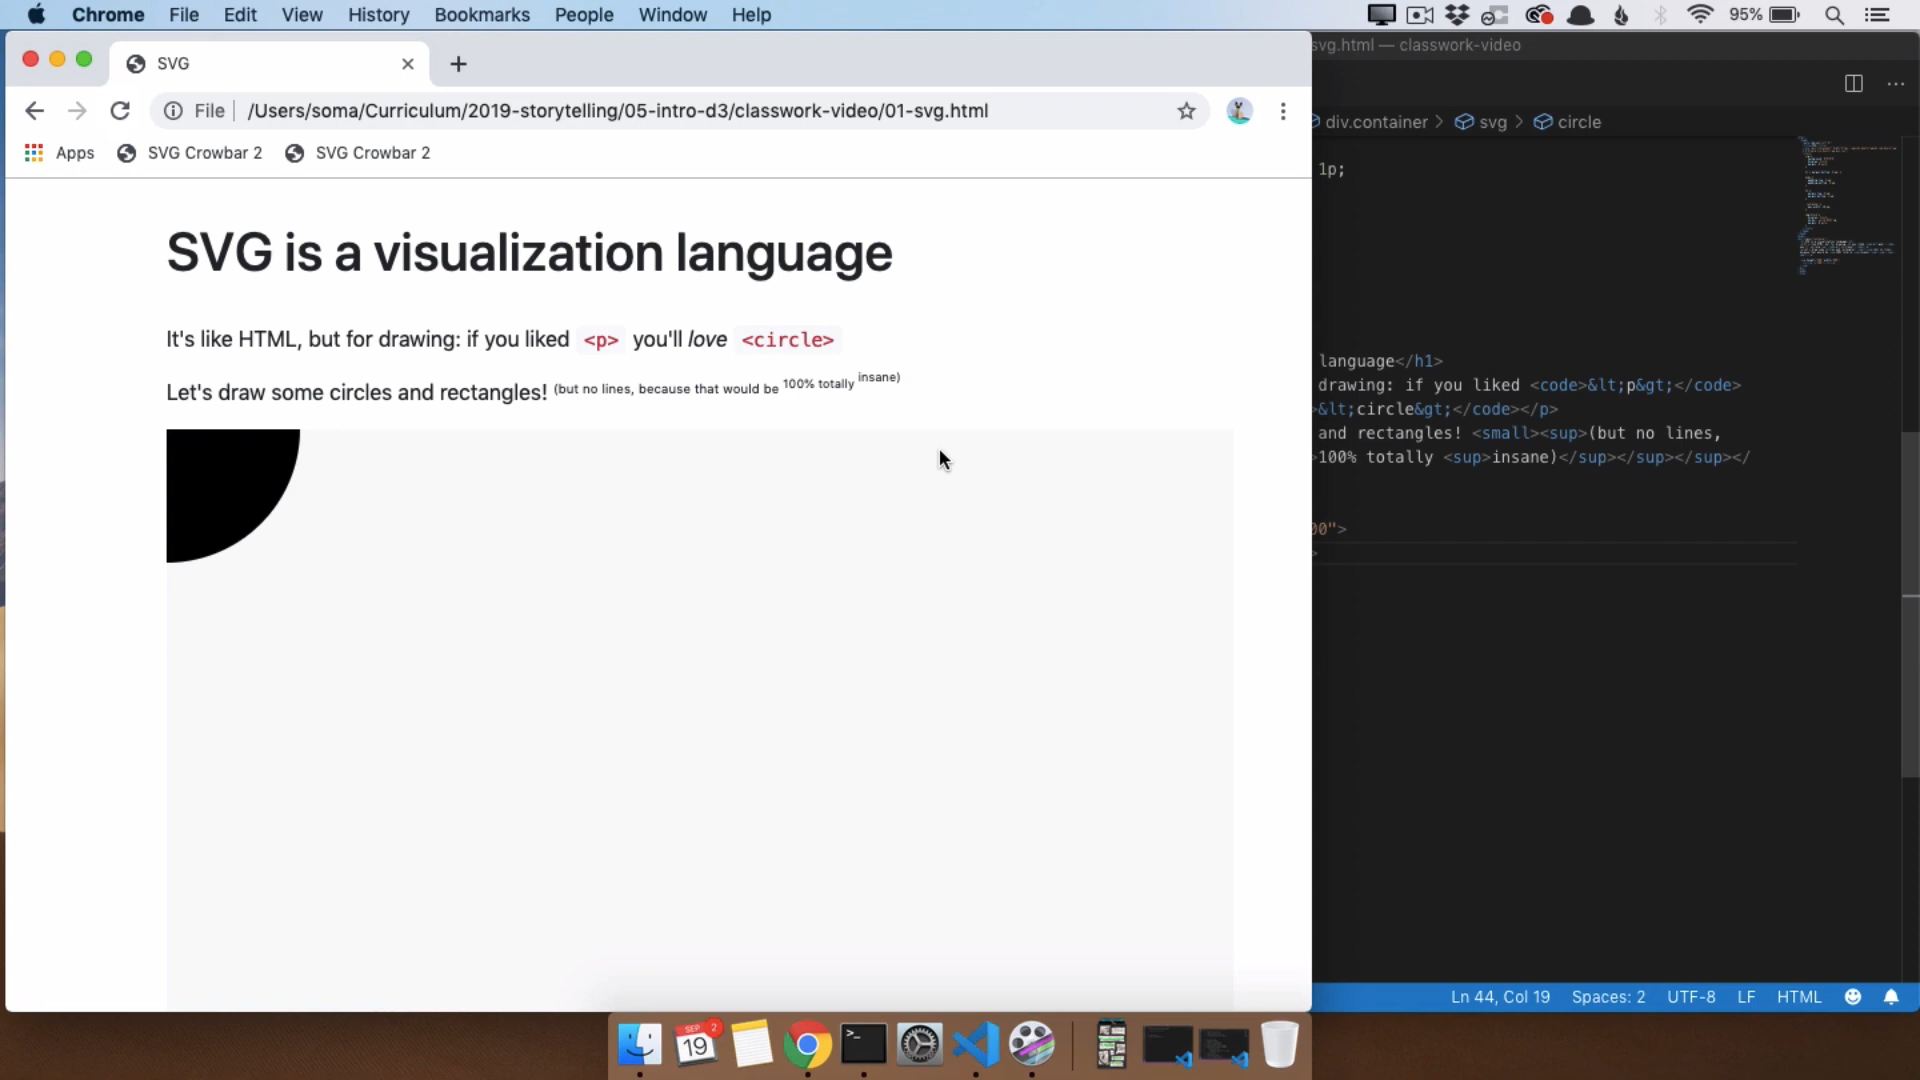 Chrome File Edit View History Bookmarks People Window Help 95%
SVG
svg.html — classwork-video
File /Users/soma/Curriculum/2019-storytelling/05-intro-d3/classwork-video/01-svg.html
Apps SVG Crowbar 2 SVG Crowbar 2
div.container > svg > circle
1p;
SVG is a visualization language
It's like HTML, but for drawing: if you liked <p> you'll love <circle>
Let's draw some circles and rectangles! (but no lines, because that would be 100% totally insane)
language</h1>
drawing: if you liked <code>&lt;p&gt;</code>
>&lt;circle&gt;</code></p>
and rectangles! <small><sup>(but no lines,
>100% totally <sup>insane)</sup></sup></sup></
00">
>
Ln 44, Col 19 Spaces: 2 UTF-8 LF HTML
SEP 2
19